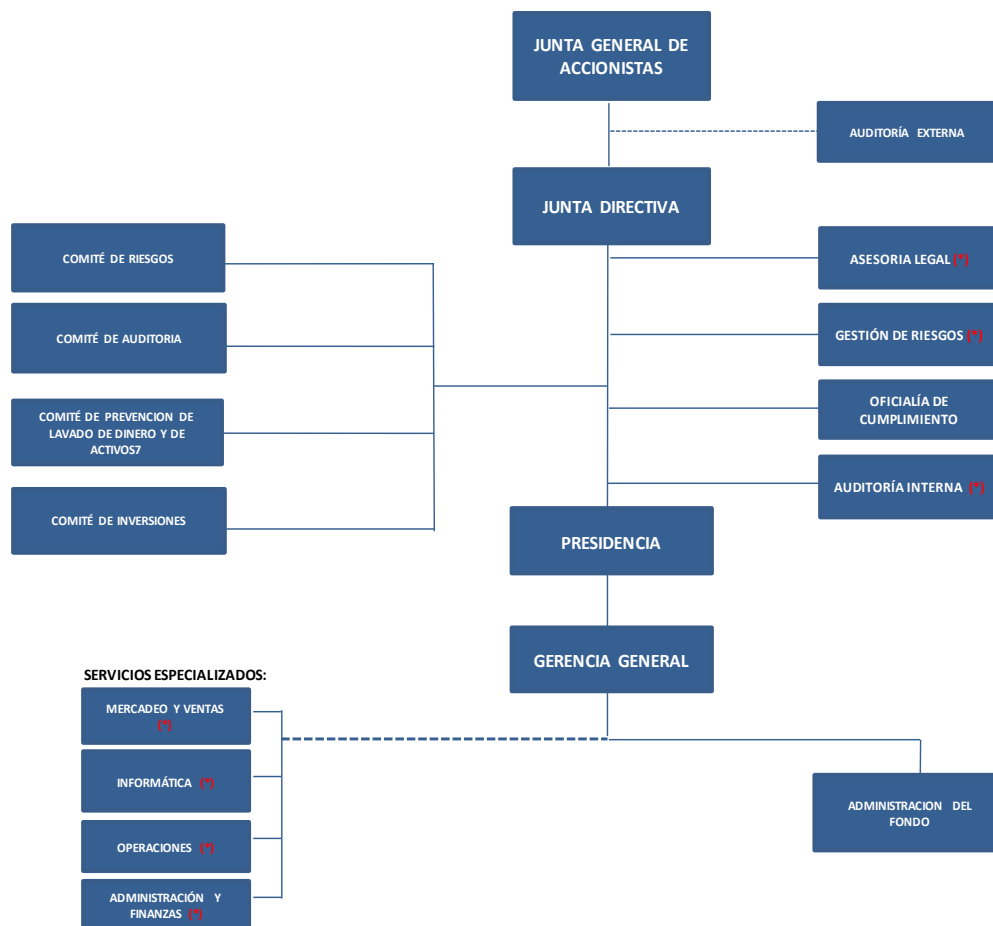 JUNTA GENERAL DE
ACCIONISTAS
AUDITORÍA EXTERNA
JUNTA DIRECTIVA
COMITÉ DE RIESGOS
COMITÉ DE AUDITORIA
COMITÉ DE PREVENCION DE
LAVADO DE DINERO Y DE
ACTIVOS7
COMITÉ DE INVERSIONES
ASESORIA LEGAL (*)
GESTIÓN DE RIESGOS (*)
OFICIALÍA DE
CUMPLIMIENTO
AUDITORÍA INTERNA (*)
PRESIDENCIA
GERENCIA GENERAL
SERVICIOS ESPECIALIZADOS:
MERCADEO Y VENTAS
(*)
INFORMÁTICA (*)
OPERACIONES (*)
ADMINISTRACIÓN Y
FINANZAS (*)
ADMINISTRACION DEL
FONDO